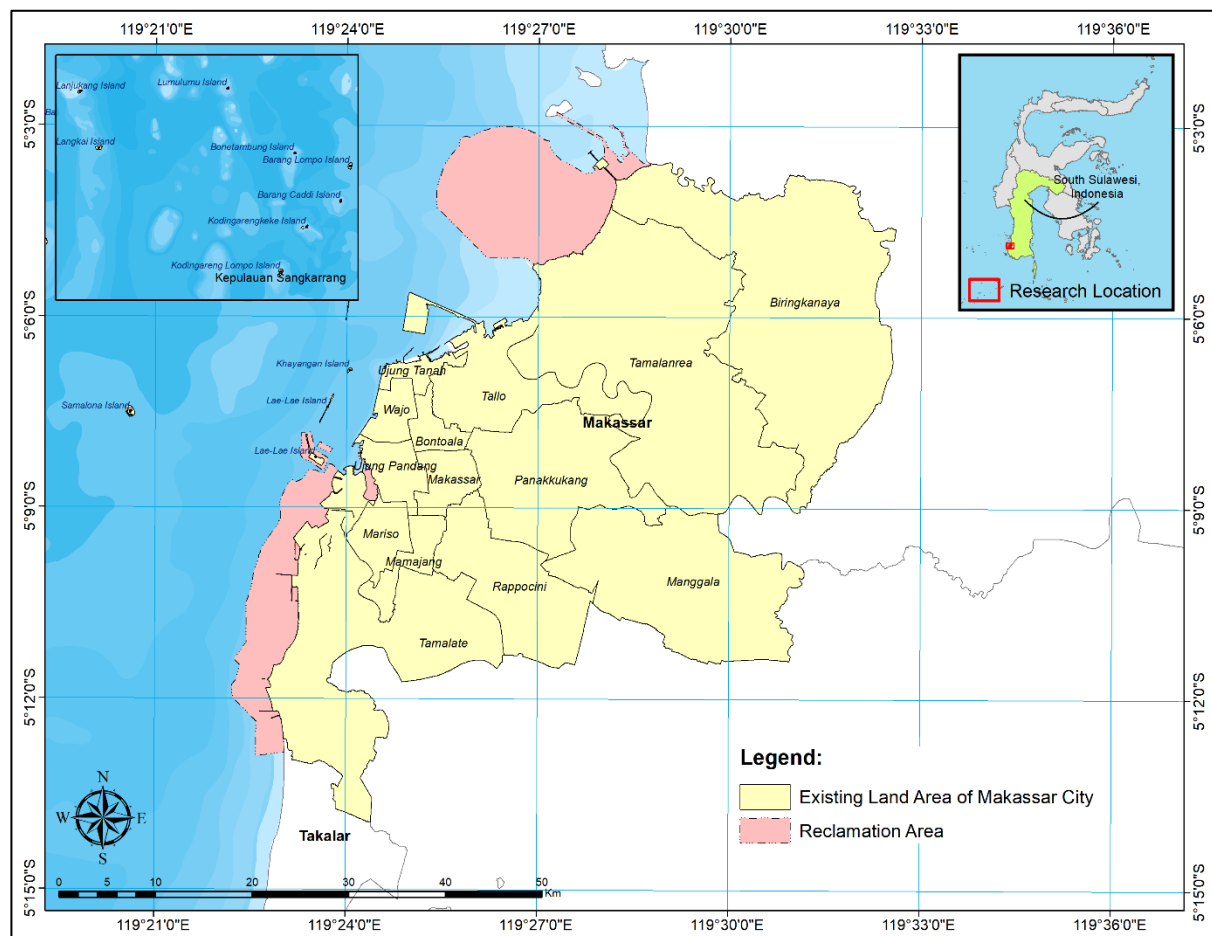 119°21'0"E 119°24'0"E 119°27'0"E 119°30'0"E 119°33'0"E 119°36'0"E
Lanjukang Island
Lumulumu Island
Ba
Langkai Island
Bonetambung Island
Barang Lompo Island
Barang Caddi Island
Kodingarengkeke Island
Kodingareng Lompo Island
Kepulauan Sangkarrang
South Sulawesi,
Indonesia
Research Location
5°3'0"S
5°3'0"S
5°6'0"S
5°6'0"S
Biringkanaya
Tamalanrea
Khayangan Island
Ujung Tanah
Tallo
Lae-Lae Island
Samalona Island
Wajo
Makassar
Bontoala
Lae-Lae Island
Ujung Pandang
Makassar
Panakkukang
5°9'0"S
5°9'0"S
Mariso
Mamajang
Rappocini
Manggala
Tamalate
5°12'0"S
5°12'0"S
Legend:
Existing Land Area of Makassar City
Reclamation Area
N
W E
S
Takalar
5°15'0"S
5°15'0"S
0 5 10 20 30 40 50
Km
119°21'0"E 119°24'0"E 119°27'0"E 119°30'0"E 119°33'0"E 119°36'0"E